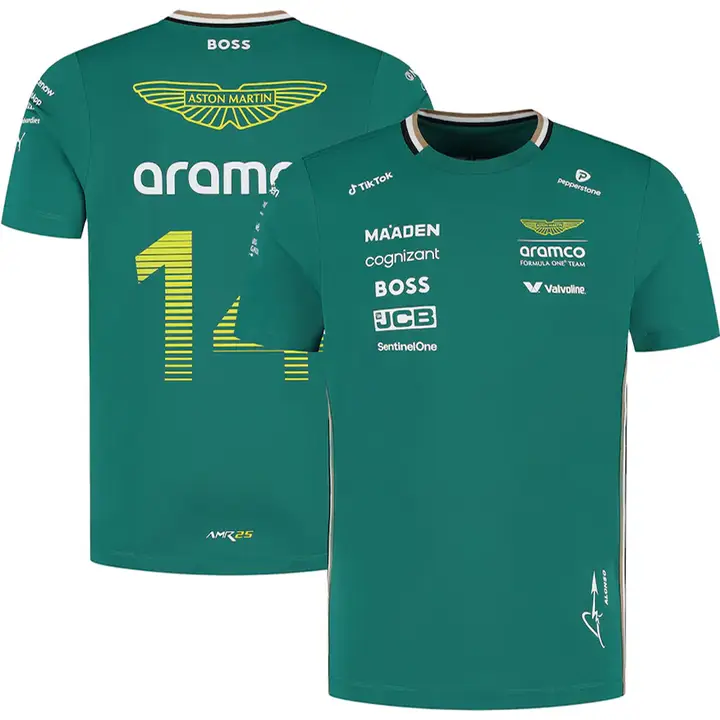 BOSS
ASTON MARTIN
aramc
14
AMR25
TikTok
Pepperstone
MA'ADEN
cognizant
BOSS
JCB
SentinelOne
aramco
FORMULA ONE® TEAM
Valvoline
ALONSO